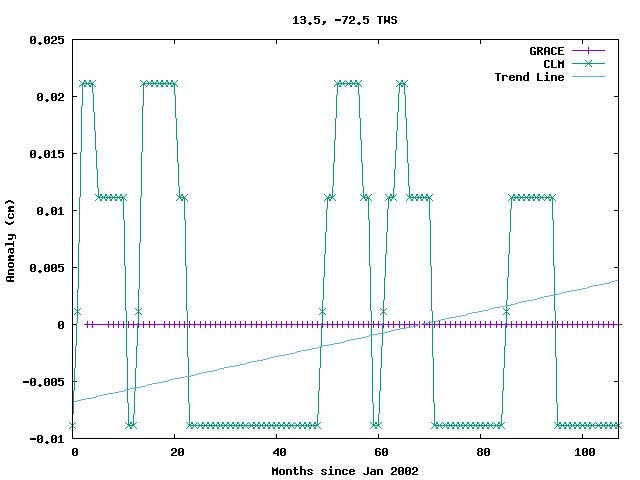 13.5, -72.5 TWS
0.025
0.02
0.015
0.01
0.005
0
-0.005
-0.01
Anomaly (cm)
GRACE
CLM
Trend Line
0 20 40 60 80 100
Months since Jan 2002